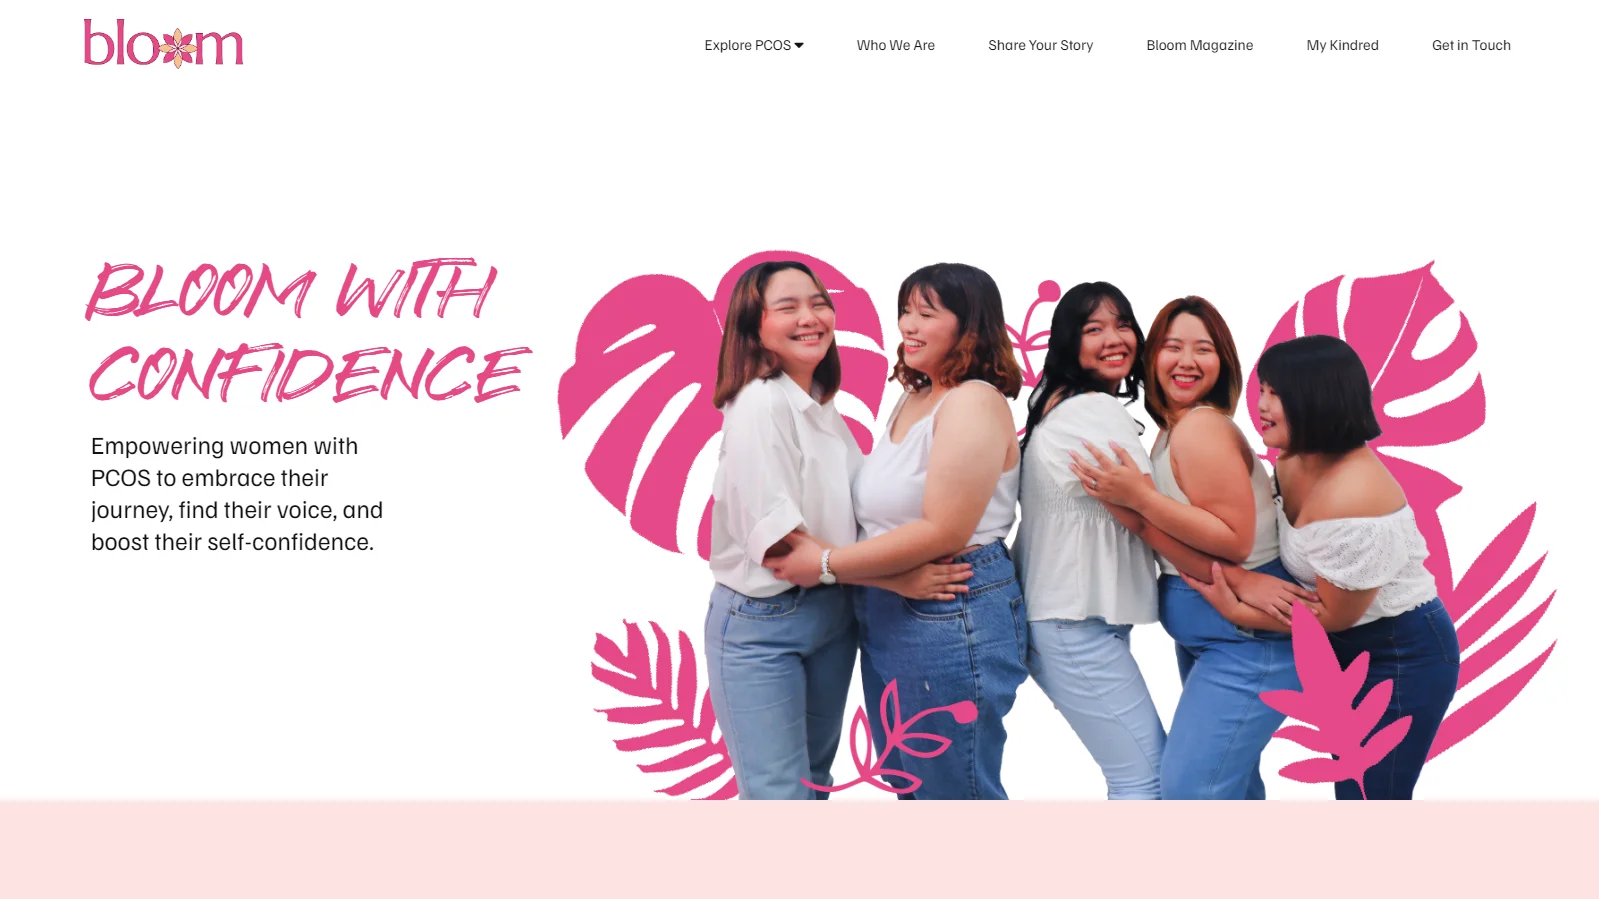 bloom
Explore PCOS
Who We Are
Share Your Story
Bloom Magazine
My Kindred
Get in Touch
BLOOM WITH
CONFIDENCE
Empowering women with
PCOS to embrace their
journey, find their voice, and
boost their self-confidence.